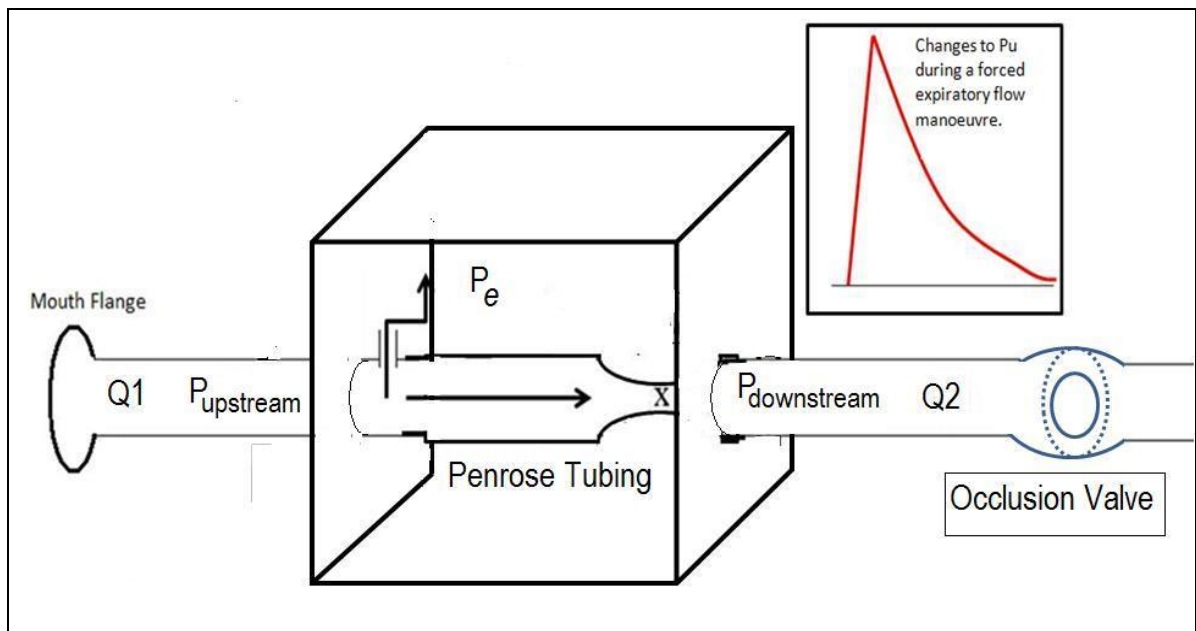 Changes to Pu
during a forced
expiratory flow
manoeuvre.
Mouth Flange
Pe
Q1
Pupstream
X
Pdownstream
Q2
Penrose Tubing
Occlusion Valve